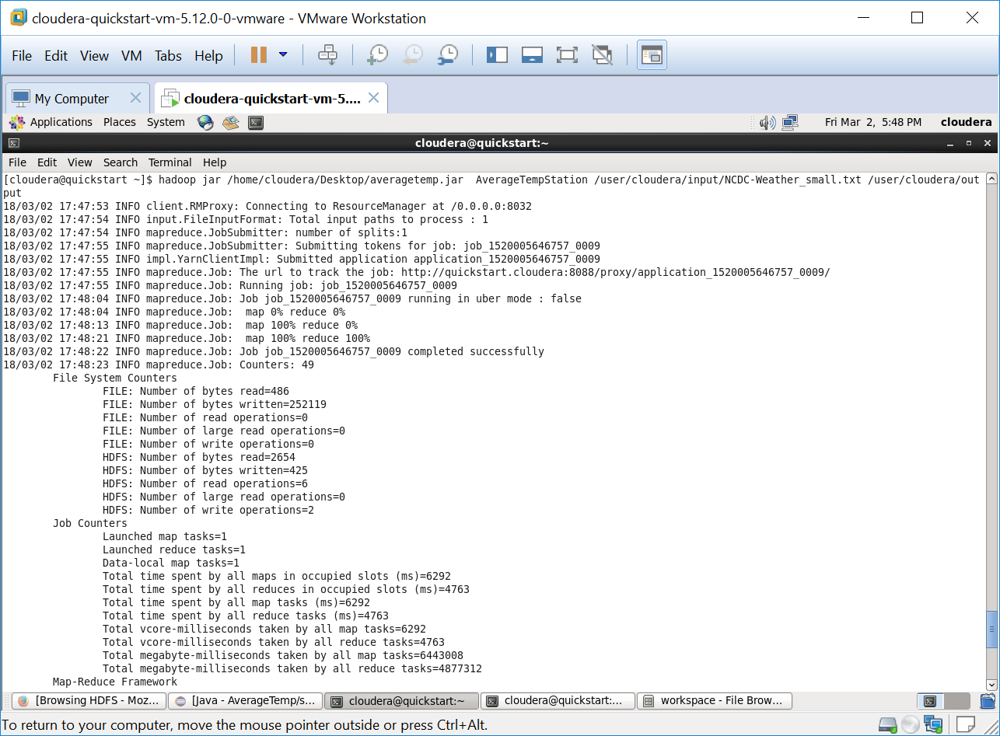 cloudera-quickstart-vm-5.12.0-0-vmware - VMware Workstation
File Edit View VM Tabs Help
My Computer cloudera-quickstart-vm-5....
Applications Places System Fri Mar 2, 5:48 PM cloudera
cloudera@quickstart:~
File Edit View Search Terminal Help
[cloudera@quickstart ~]$ hadoop jar /home/cloudera/Desktop/averagetemp.jar  AverageTempStation /user/cloudera/input/NCDC-Weather_small.txt /user/cloudera/out
put
18/03/02 17:47:53 INFO client.RMProxy: Connecting to ResourceManager at /0.0.0.0:8032
18/03/02 17:47:54 INFO input.FileInputFormat: Total input paths to process : 1
18/03/02 17:47:54 INFO mapreduce.JobSubmitter: number of splits:1
18/03/02 17:47:55 INFO mapreduce.JobSubmitter: Submitting tokens for job: job_1520005646757_0009
18/03/02 17:47:55 INFO impl.YarnClientImpl: Submitted application application_1520005646757_0009
18/03/02 17:47:55 INFO mapreduce.Job: The url to track the job: http://quickstart.cloudera:8088/proxy/application_1520005646757_0009/
18/03/02 17:47:55 INFO mapreduce.Job: Running job: job_1520005646757_0009
18/03/02 17:48:04 INFO mapreduce.Job: Job job_1520005646757_0009 running in uber mode : false
18/03/02 17:48:04 INFO mapreduce.Job:  map 0% reduce 0%
18/03/02 17:48:13 INFO mapreduce.Job:  map 100% reduce 0%
18/03/02 17:48:21 INFO mapreduce.Job:  map 100% reduce 100%
18/03/02 17:48:22 INFO mapreduce.Job: Job job_1520005646757_0009 completed successfully
18/03/02 17:48:23 INFO mapreduce.Job: Counters: 49
File System Counters
FILE: Number of bytes read=486
FILE: Number of bytes written=252119
FILE: Number of read operations=0
FILE: Number of large read operations=0
FILE: Number of write operations=0
HDFS: Number of bytes read=2654
HDFS: Number of bytes written=425
HDFS: Number of read operations=6
HDFS: Number of large read operations=0
HDFS: Number of write operations=2
Job Counters
Launched map tasks=1
Launched reduce tasks=1
Data-local map tasks=1
Total time spent by all maps in occupied slots (ms)=6292
Total time spent by all reduces in occupied slots (ms)=4763
Total time spent by all map tasks (ms)=6292
Total time spent by all reduce tasks (ms)=4763
Total vcore-milliseconds taken by all map tasks=6292
Total vcore-milliseconds taken by all reduce tasks=4763
Total megabyte-milliseconds taken by all map tasks=6443008
Total megabyte-milliseconds taken by all reduce tasks=4877312
Map-Reduce Framework
[Browsing HDFS - Moz... [Java - AverageTemp/s... cloudera@quickstart:~ cloudera@quickstart:... workspace - File Brow...
To return to your computer, move the mouse pointer outside or press Ctrl+Alt.